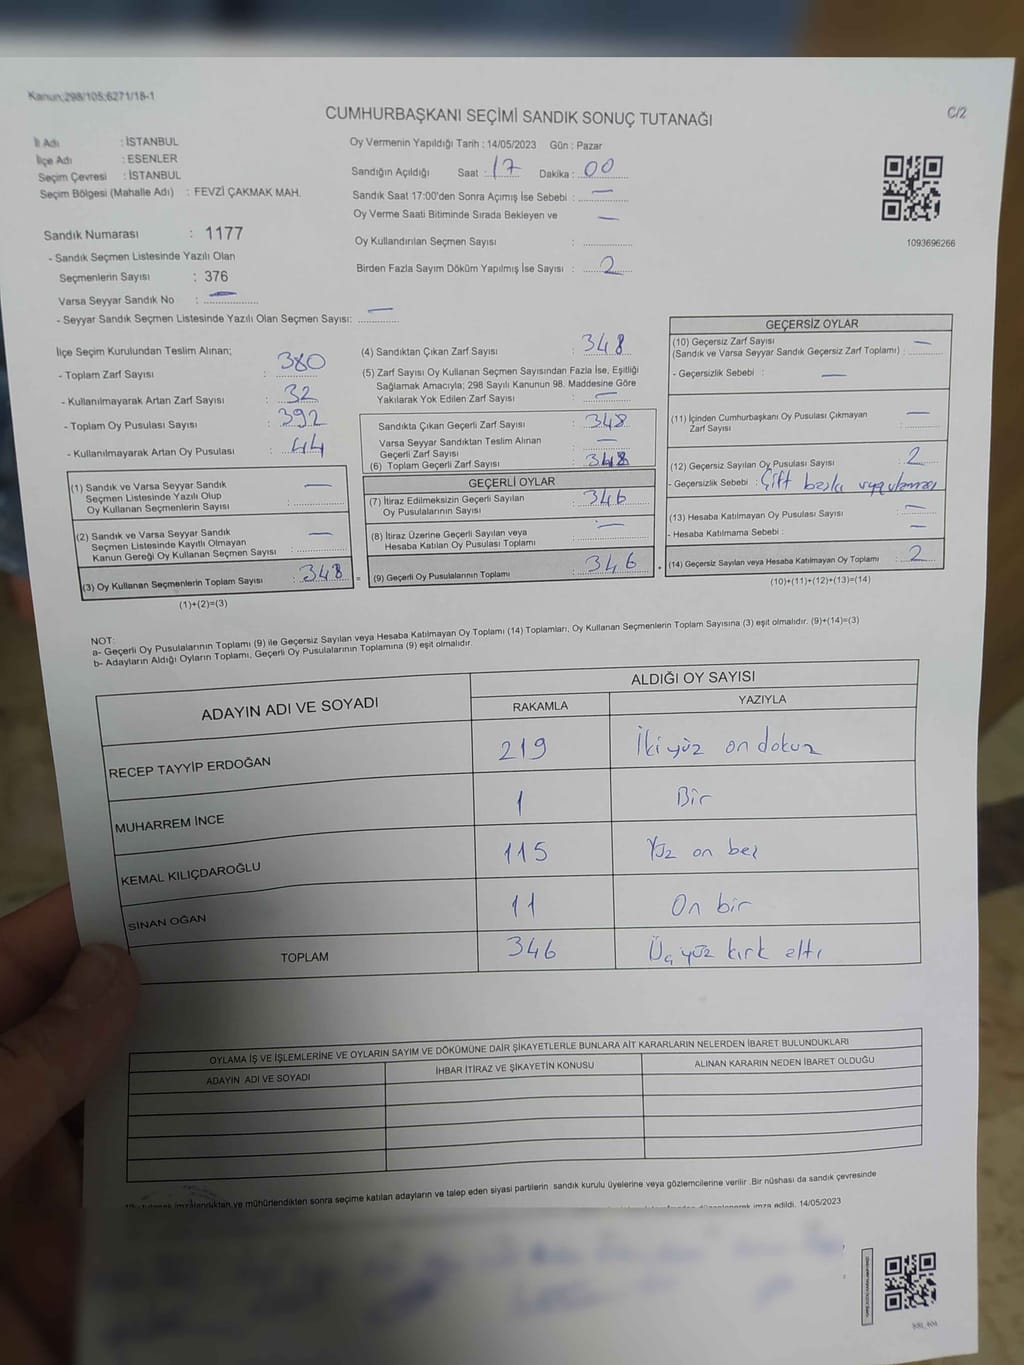 Kanun;298/105;6271/18-1
C/2
CUMHURBAŞKANI SEÇİMİ SANDIK SONUÇ TUTANAĞI
İl Adı : İSTANBUL
İlçe Adı : ESENLER
Seçim Çevresi : İSTANBUL
Seçim Bölgesi (Mahalle Adı) : FEVZİ ÇAKMAK MAH.
Sandık Numarası : 1177
- Sandık Seçmen Listesinde Yazılı Olan
Seçmenlerin Sayısı : 376
Varsa Seyyar Sandık No : —
- Seyyar Sandık Seçmen Listesinde Yazılı Olan Seçmen Sayısı: —
Oy Vermenin Yapıldığı Tarih : 14/05/2023 Gün : Pazar
Sandığın Açıldığı Saat : 17 Dakika : 00
Sandık Saat 17:00'den Sonra Açımış İse Sebebi : —
Oy Verme Saati Bitiminde Sırada Bekleyen ve —
Oy Kullandırılan Seçmen Sayısı :
Birden Fazla Sayım Döküm Yapılmış İse Sayısı : 2
1093696266
İlçe Seçim Kurulundan Teslim Alınan;
- Toplam Zarf Sayısı : 380
- Kullanılmayarak Artan Zarf Sayısı : 32
- Toplam Oy Pusulası Sayısı : 392
- Kullanılmayarak Artan Oy Pusulası : 44
(1) Sandık ve Varsa Seyyar Sandık —
Seçmen Listesinde Yazılı Olup
Oy Kullanan Seçmenlerin Sayısı :
(2) Sandık ve Varsa Seyyar Sandık —
Seçmen Listesinde Kayıtlı Olmayan
Kanun Gereği Oy Kullanan Seçmen Sayısı :
(3) Oy Kullanan Seçmenlerin Toplam Sayısı : 348
(1)+(2)=(3)
(4) Sandıktan Çıkan Zarf Sayısı : 348
(5) Zarf Sayısı Oy Kullanan Seçmen Sayısından Fazla İse, Eşitliği
Sağlamak Amacıyla; 298 Sayılı Kanunun 98. Maddesine Göre
Yakılarak Yok Edilen Zarf Sayısı : —
Sandıkta Çıkan Geçerli Zarf Sayısı : 348
Varsa Seyyar Sandıktan Teslim Alınan
Geçerli Zarf Sayısı : —
(6) Toplam Geçerli Zarf Sayısı : 348
GEÇERLİ OYLAR
(7) İtiraz Edilmeksizin Geçerli Sayılan
Oy Pusulalarının Sayısı : 346
(8) İtiraz Üzerine Geçerli Sayılan veya
Hesaba Katılan Oy Pusulası Toplamı : —
(9) Geçerli Oy Pusulalarının Toplamı : 346
GEÇERSİZ OYLAR
(10) Geçersiz Zarf Sayısı —
(Sandık ve Varsa Seyyar Sandık Geçersiz Zarf Toplamı) :
- Geçersizlik Sebebi : —
(11) İçinden Cumhurbaşkanı Oy Pusulası Çıkmayan —
Zarf Sayısı :
(12) Geçersiz Sayılan Oy Pusulası Sayısı : 2
- Geçersizlik Sebebi : Çift baskı uygulaması
(13) Hesaba Katılmayan Oy Pusulası Sayısı : —
- Hesaba Katılmama Sebebi : —
(14) Geçersiz Sayılan veya Hesaba Katılmayan Oy Toplamı : 2
(10)+(11)+(12)+(13)=(14)
NOT:
a- Geçerli Oy Pusulalarının Toplamı (9) ile Geçersiz Sayılan veya Hesaba Katılmayan Oy Toplamı (14) Toplamları, Oy Kullanan Seçmenlerin Toplam Sayısına (3) eşit olmalıdır. (9)+(14)=(3)
b- Adayların Aldığı Oyların Toplamı, Geçerli Oy Pusulalarının Toplamına (9) eşit olmalıdır.
ADAYIN ADI VE SOYADI
ALDIĞI OY SAYISI
RAKAMLA YAZIYLA
RECEP TAYYİP ERDOĞAN 219 İkiyüz on dokuz
MUHARREM İNCE 1 Bir
KEMAL KILIÇDAROĞLU 115 Yüz on beş
SİNAN OĞAN 11 On bir
TOPLAM 346 Üçyüz kırk altı
OYLAMA İŞ VE İŞLEMLERİNE VE OYLARIN SAYIM VE DÖKÜMÜNE DAİR ŞİKAYETLERLE BUNLARA AİT KARARLARIN NELERDEN İBARET BULUNDUKLARI
ADAYIN ADI VE SOYADI İHBAR İTİRAZ VE ŞİKAYETİN KONUSU ALINAN KARARIN NEDEN İBARET OLDUĞU
imzalandıktan ve mühürlendikten sonra seçime katılan adayların ve talep eden siyasi partilerin sandık kurulu üyelerine veya gözlemcilerine verilir .Bir nüshası da sandık çevresinde
düzenlenerek imza edildi. 14/05/2023